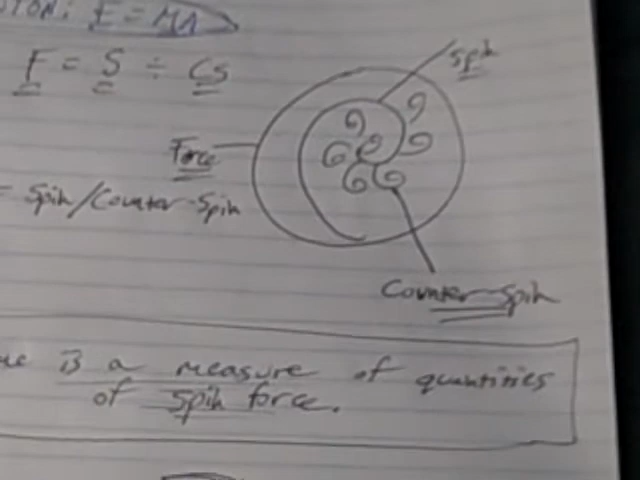 F = MA
F = S ÷ CS
Spin
Force
= Spin/Counter-Spin
Counter-Spin
is a measure of quantities
of spin force.